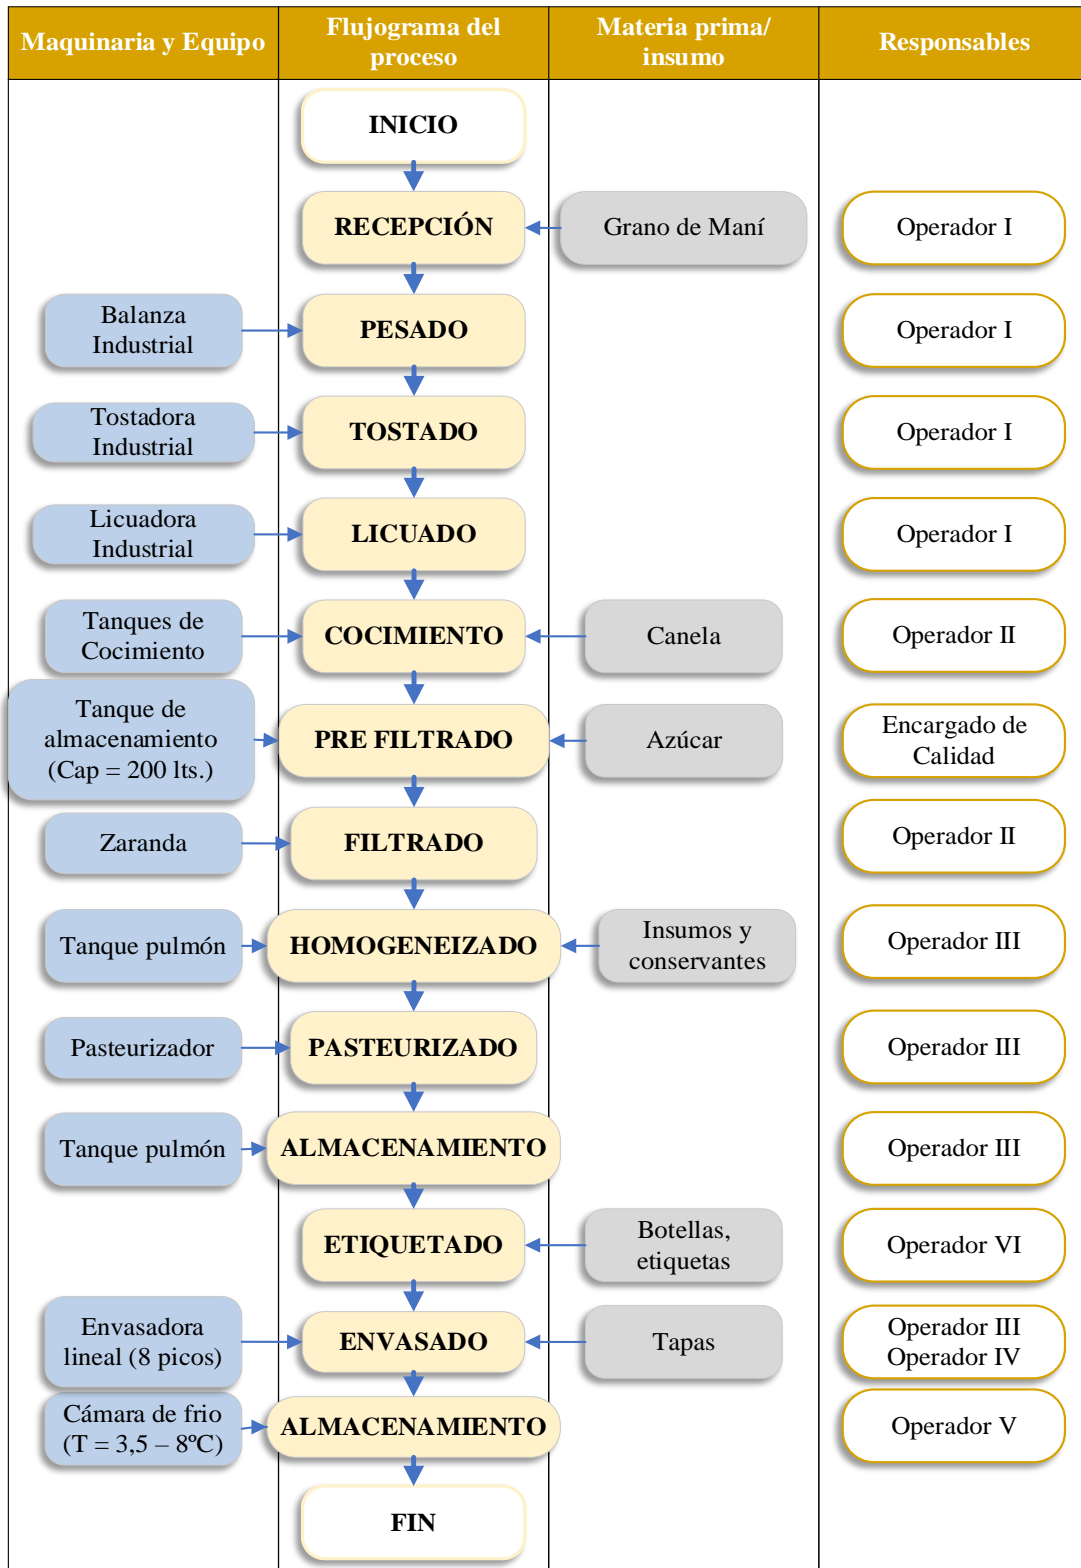 Maquinaria y Equipo
Flujograma del
proceso
Materia prima/
insumo
Responsables
INICIO
RECEPCIÓN
Grano de Maní
Operador I
Balanza
Industrial
PESADO
Operador I
Tostadora
Industrial
TOSTADO
Operador I
Licuadora
Industrial
LICUADO
Operador I
Tanques de
Cocimiento
COCIMIENTO
Canela
Operador II
Tanque de
almacenamiento
(Cap = 200 lts.)
PRE FILTRADO
Azúcar
Encargado de
Calidad
Zaranda
FILTRADO
Operador II
Tanque pulmón
HOMOGENEIZADO
Insumos y
conservantes
Operador III
Pasteurizador
PASTEURIZADO
Operador III
Tanque pulmón
ALMACENAMIENTO
Operador III
ETIQUETADO
Botellas,
etiquetas
Operador VI
Envasadora
lineal (8 picos)
ENVASADO
Tapas
Operador III
Operador IV
Cámara de frio
(T = 3,5 – 8ºC)
ALMACENAMIENTO
Operador V
FIN